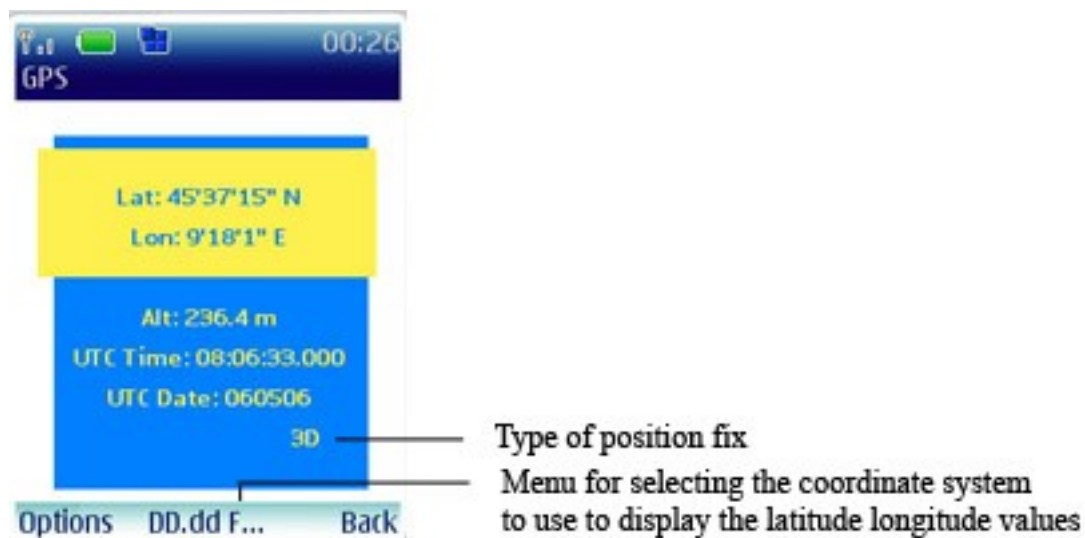 00:26
GPS
Lat: 45'37'15" N
Lon: 9'18'1" E
Alt: 236.4 m
UTC Time: 08:06:33.000
UTC Date: 060506
3D
Type of position fix
Menu for selecting the coordinate system
to use to display the latitude longitude values
Options DD.dd F... Back